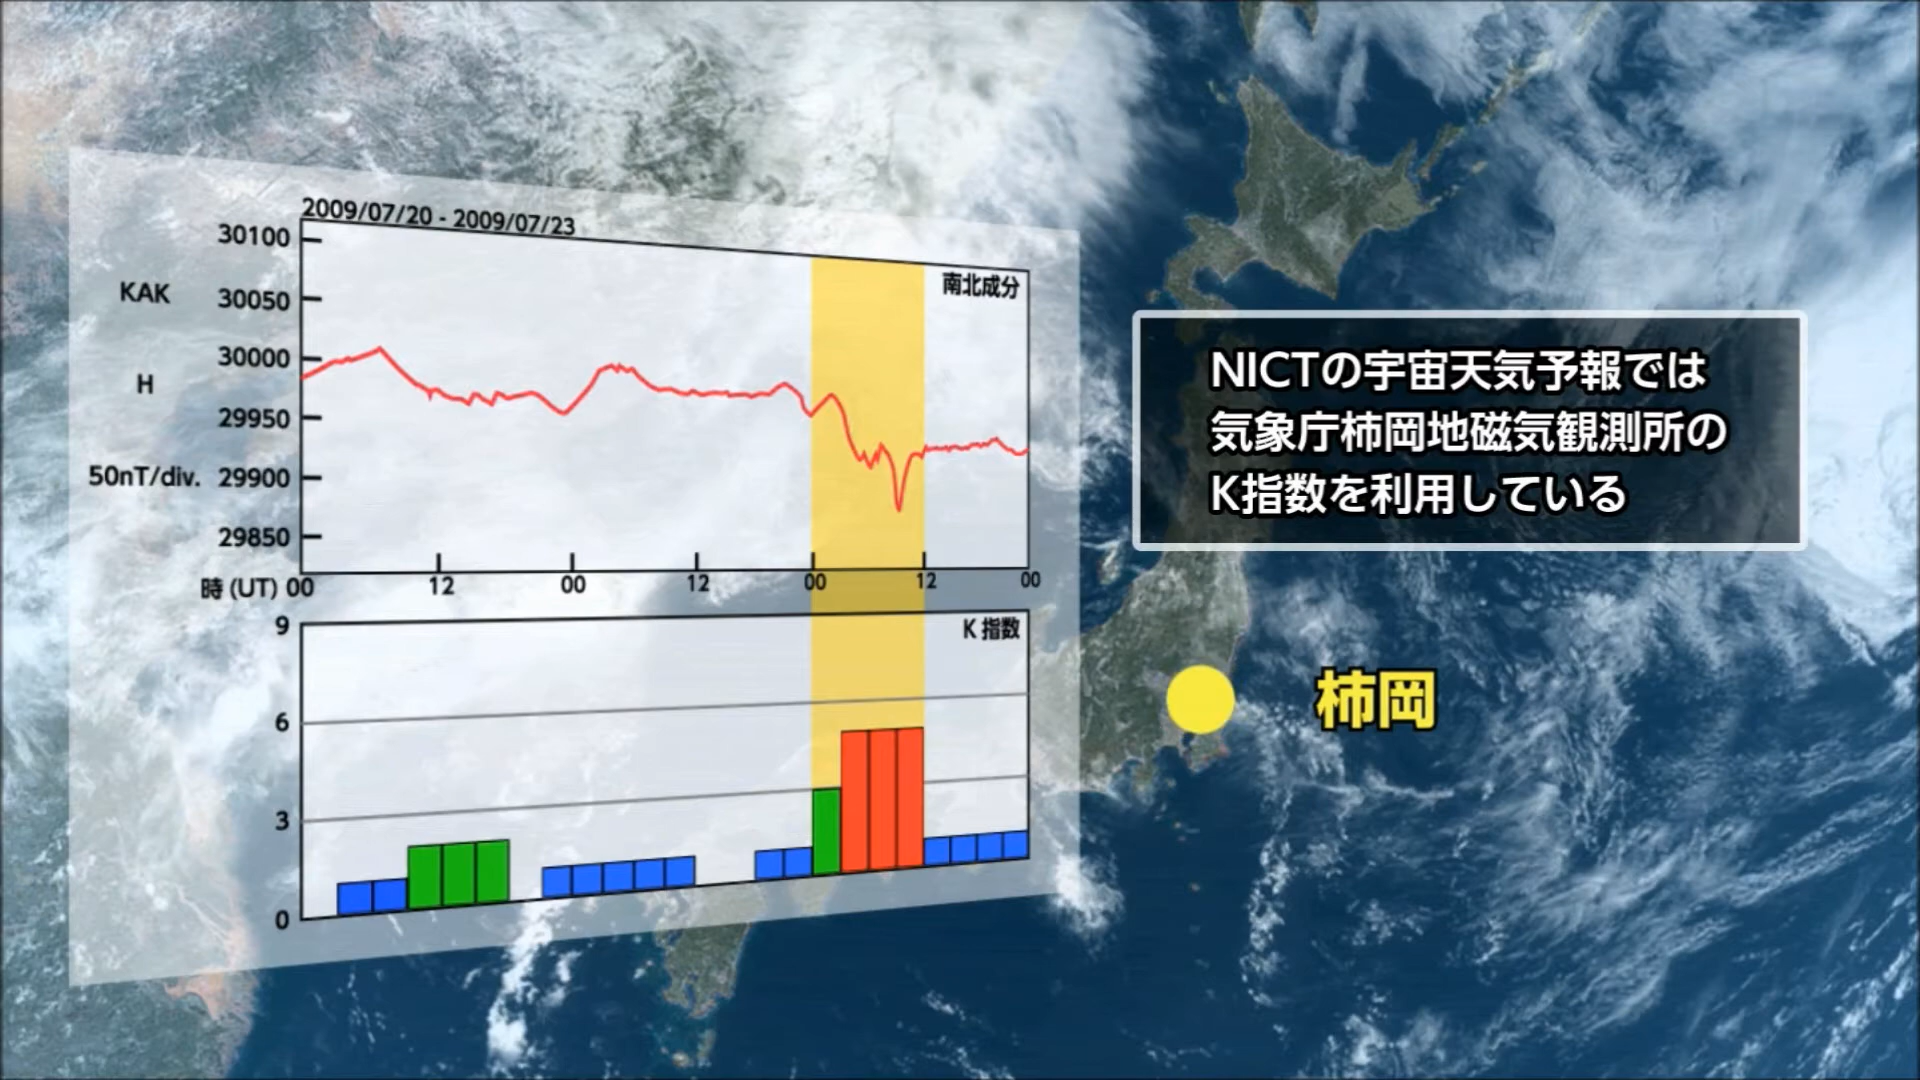 2009/07/20 - 2009/07/23
30100
KAK
30050
30000
H
29950
50nT/div.
29900
29850
南北成分
時 (UT) 00 12 00 12 00 12 00
9
6
3
0
K 指数
NICTの宇宙天気予報では
気象庁柿岡地磁気観測所の
K指数を利用している
柿岡